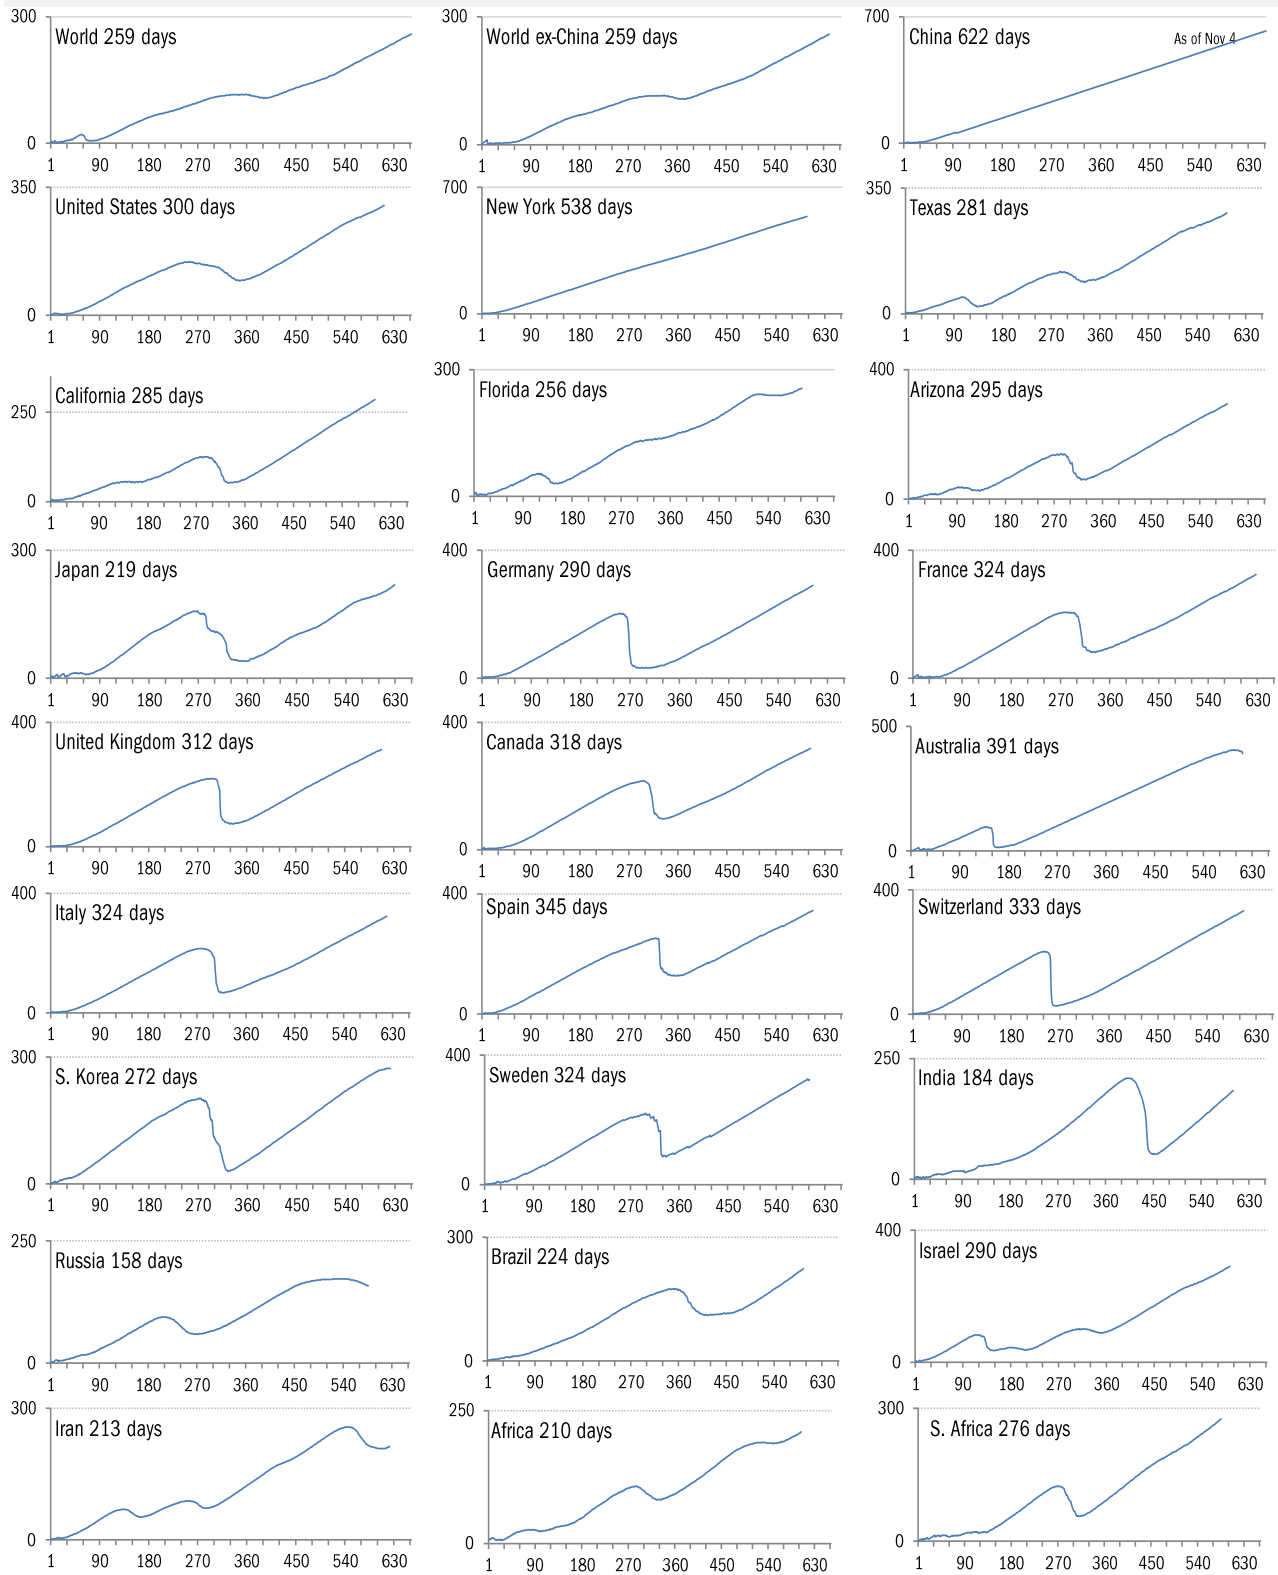 300
World 259 days
0
1 90 180 270 360 450 540 630
300
World ex-China 259 days
0
1 90 180 270 360 450 540 630
700
China 622 days
As of Nov 4
0
1 90 180 270 360 450 540 630
350
United States 300 days
0
1 90 180 270 360 450 540 630
700
New York 538 days
0
1 90 180 270 360 450 540 630
350
Texas 281 days
0
1 90 180 270 360 450 540 630
California 285 days
250
0
1 90 180 270 360 450 540 630
300
Florida 256 days
0
1 90 180 270 360 450 540 630
400
Arizona 295 days
0
1 90 180 270 360 450 540 630
300
Japan 219 days
0
1 90 180 270 360 450 540 630
400
Germany 290 days
0
1 90 180 270 360 450 540 630
400
France 324 days
0
1 90 180 270 360 450 540 630
400
United Kingdom 312 days
0
1 90 180 270 360 450 540 630
400
Canada 318 days
0
1 90 180 270 360 450 540 630
500
Australia 391 days
0
1 90 180 270 360 450 540 630
400
Italy 324 days
0
1 90 180 270 360 450 540 630
400
Spain 345 days
0
1 90 180 270 360 450 540 630
400
Switzerland 333 days
0
1 90 180 270 360 450 540 630
300
S. Korea 272 days
0
1 90 180 270 360 450 540 630
400
Sweden 324 days
0
1 90 180 270 360 450 540 630
250
India 184 days
0
1 90 180 270 360 450 540 630
250
Russia 158 days
0
1 90 180 270 360 450 540 630
300
Brazil 224 days
0
1 90 180 270 360 450 540 630
400
Israel 290 days
0
1 90 180 270 360 450 540 630
300
Iran 213 days
0
1 90 180 270 360 450 540 630
250
Africa 210 days
0
1 90 180 270 360 450 540 630
300
S. Africa 276 days
0
1 90 180 270 360 450 540 630